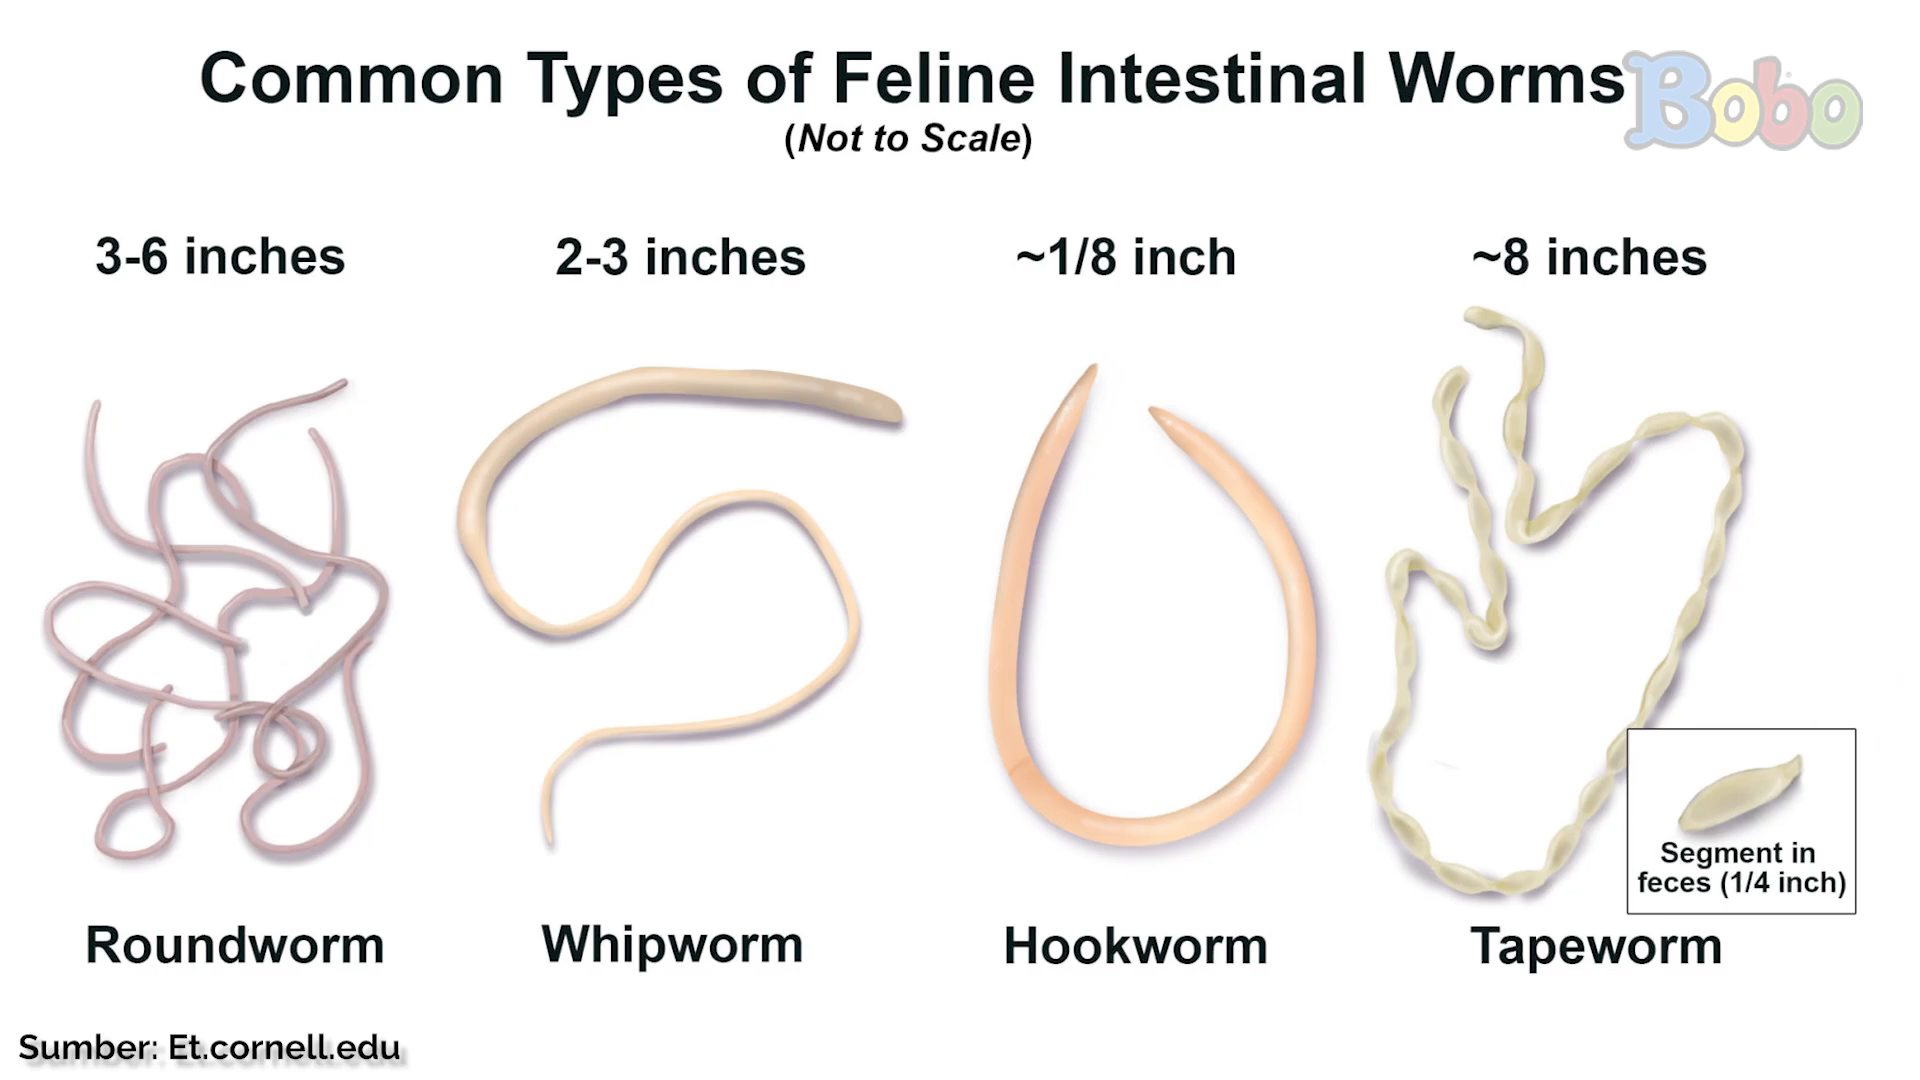 Common Types of Feline Intestinal Worms
Bobo
(Not to Scale)
3-6 inches
2-3 inches
~1/8 inch
~8 inches
Segment in
feces (1/4 inch)
Roundworm
Whipworm
Hookworm
Tapeworm
Sumber: Et.cornell.edu